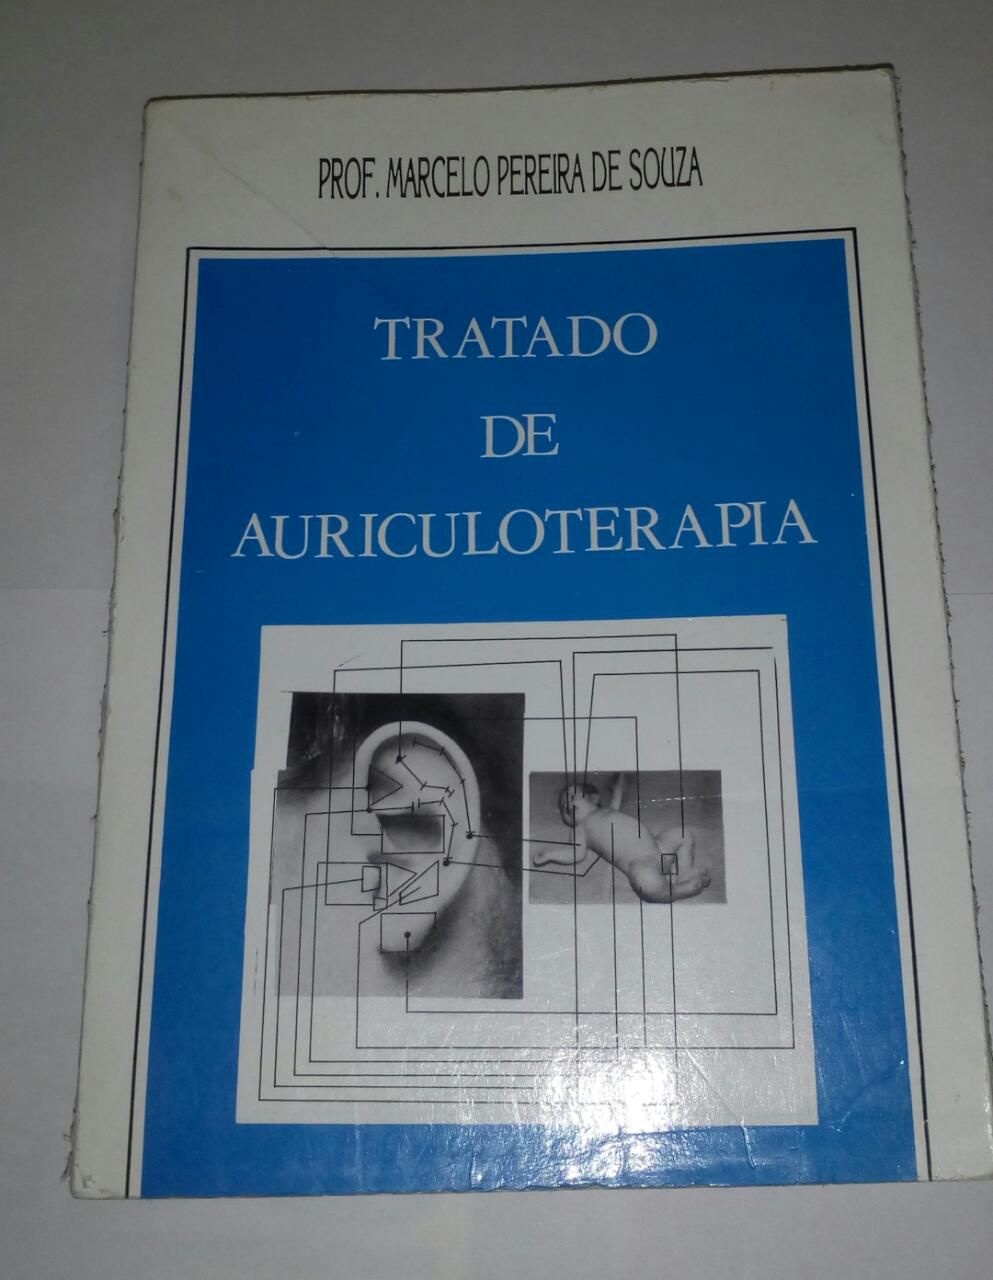 PROF. MARCELO PEREIRA DE SOUZA
TRATADO
DE
AURICULOTERAPIA